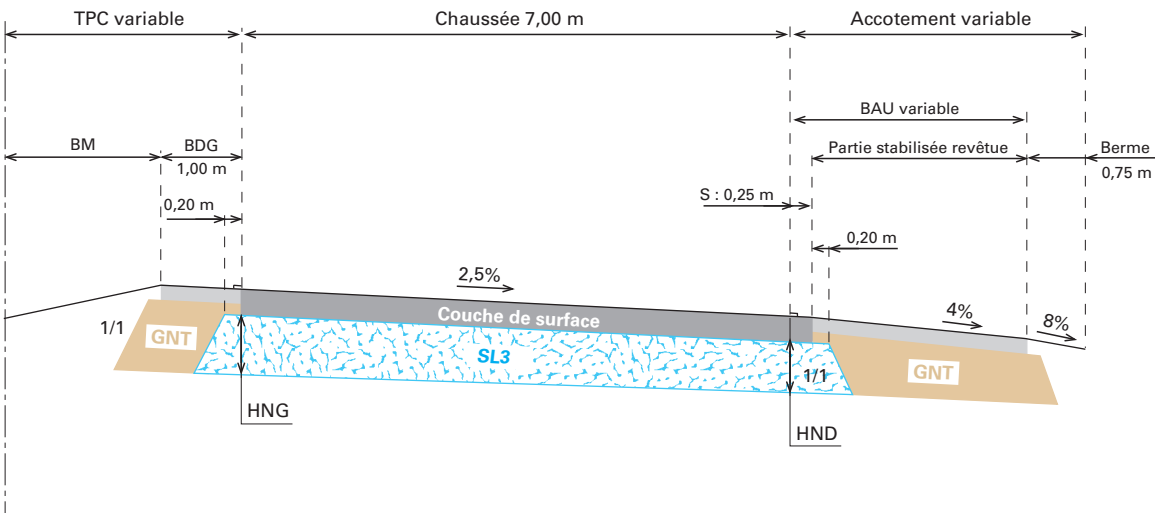 TPC variable
Chaussée 7,00 m
Accotement variable
BAU variable
BM
BDG
1,00 m
Partie stabilisée revêtue
Berme
0,75 m
0,20 m
S : 0,25 m
0,20 m
2,5%
4%
8%
1/1
GNT
Couche de surface
SL3
1/1
GNT
HNG
HND